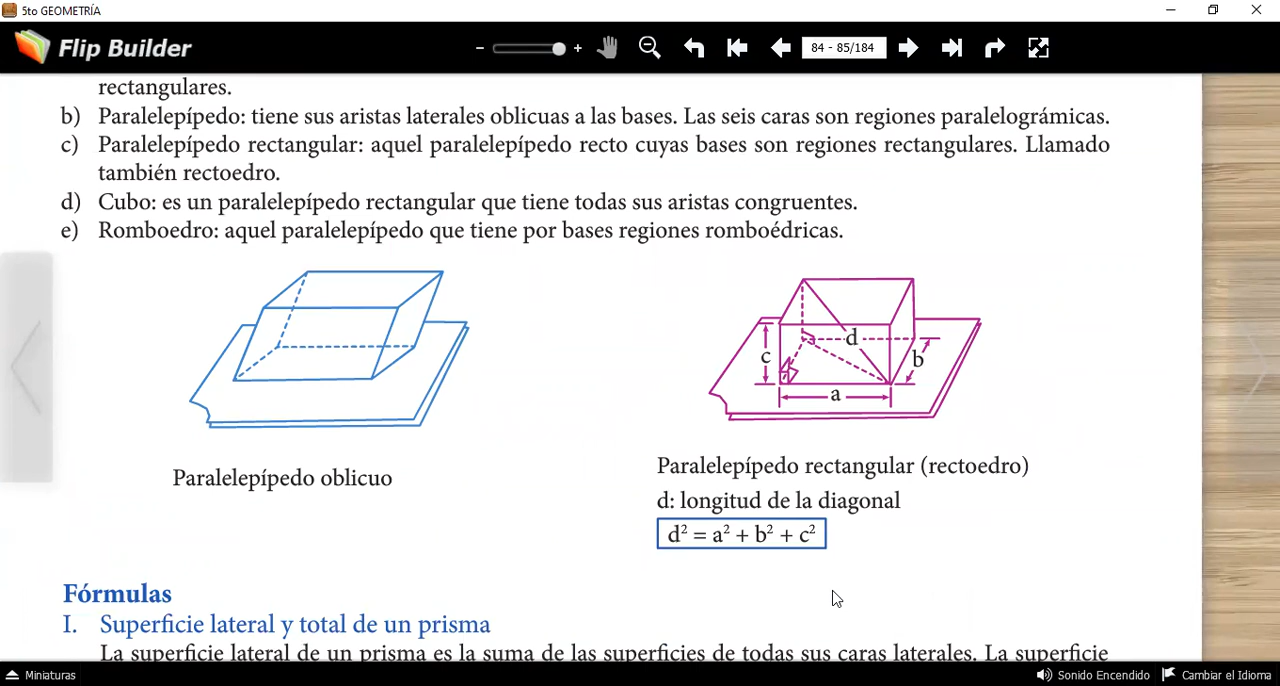 5to GEOMETRÍA
Flip Builder
84 - 85/184
rectangulares.
b) Paralelepípedo: tiene sus aristas laterales oblicuas a las bases. Las seis caras son regiones paralelográmicas.
c) Paralelepípedo rectangular: aquel paralelepípedo recto cuyas bases son regiones rectangulares. Llamado
también rectoedro.
d) Cubo: es un paralelepípedo rectangular que tiene todas sus aristas congruentes.
e) Romboedro: aquel paralelepípedo que tiene por bases regiones romboédricas.
d
c
b
a
Paralelepípedo oblicuo
Paralelepípedo rectangular (rectoedro)
d: longitud de la diagonal
d² = a² + b² + c²
Fórmulas
I. Superficie lateral y total de un prisma
La superficie lateral de un prisma es la suma de las superficies de todas sus caras laterales. La superficie
Miniaturas
Sonido Encendido
Cambiar el Idioma